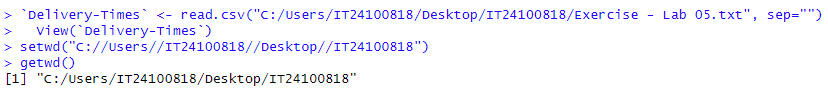 > `Delivery-Times` <- read.csv("C:/Users/IT24100818/Desktop/IT24100818/Exercise - Lab 05.txt", sep="")
>   View(`Delivery-Times`)
> setwd("C://Users//IT24100818//Desktop//IT24100818")
> getwd()
[1] "C:/Users/IT24100818/Desktop/IT24100818"